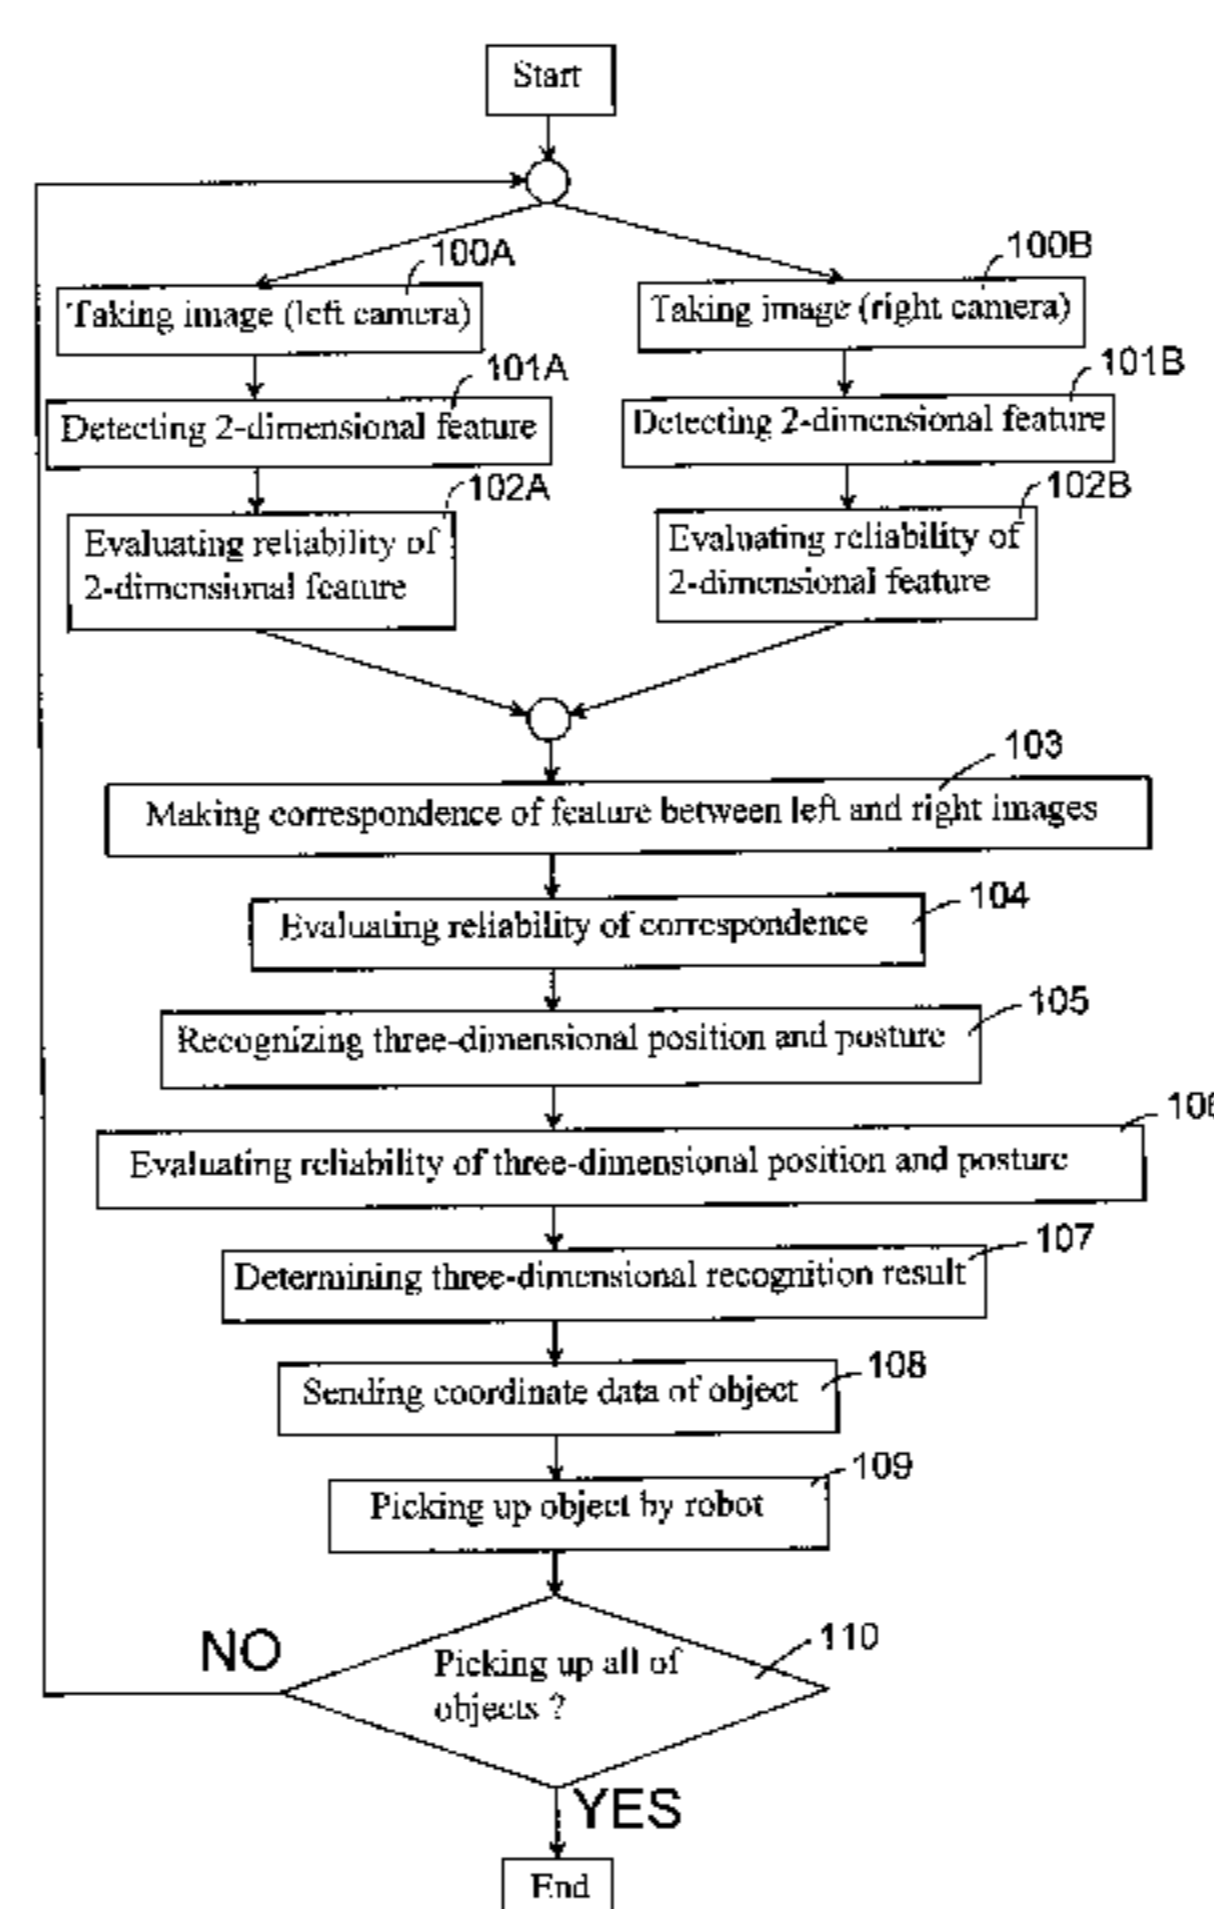 Start
100A
100B
Taking image (left camera)
Taking image (right camera)
101A
101B
Detecting 2-dimensional feature
Detecting 2-dimensional feature
102A
102B
Evaluating reliability of
2-dimensional feature
Evaluating reliability of
2-dimensional feature
103
Making correspondence of feature between left and right images
104
Evaluating reliability of correspondence
105
Recognizing three-dimensional position and posture
106
Evaluating reliability of three-dimensional position and posture
107
Determining three-dimensional recognition result
108
Sending coordinate data of object
109
Picking up object by robot
110
NO
Picking up all of
objects ?
YES
End